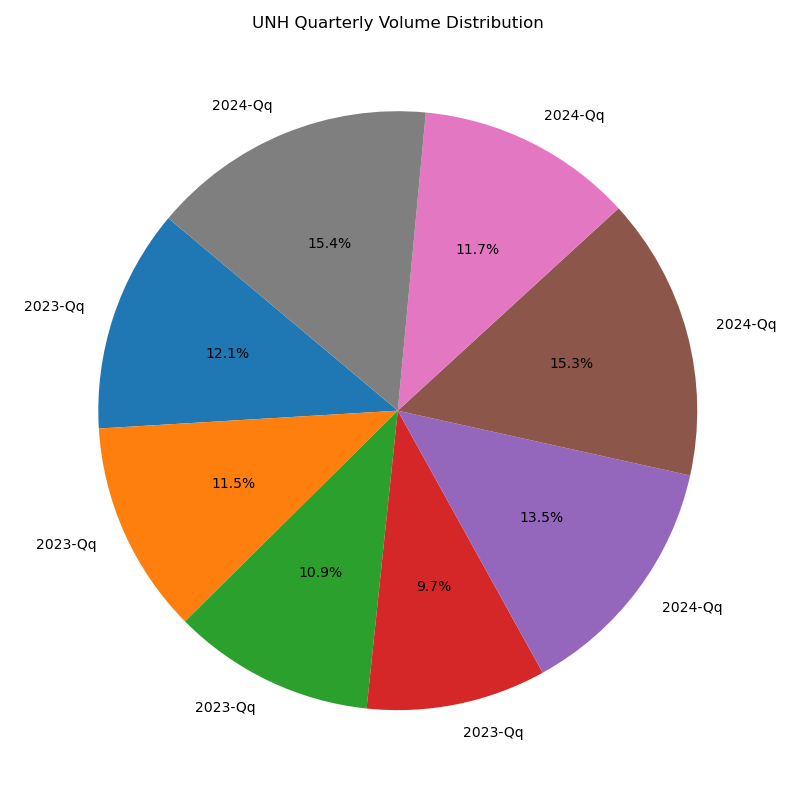 UNH Quarterly Volume Distribution
2024-Qq
2024-Qq
15.4%
11.7%
2023-Qq
2024-Qq
12.1%
15.3%
11.5%
13.5%
2023-Qq
10.9%
9.7%
2024-Qq
2023-Qq
2023-Qq